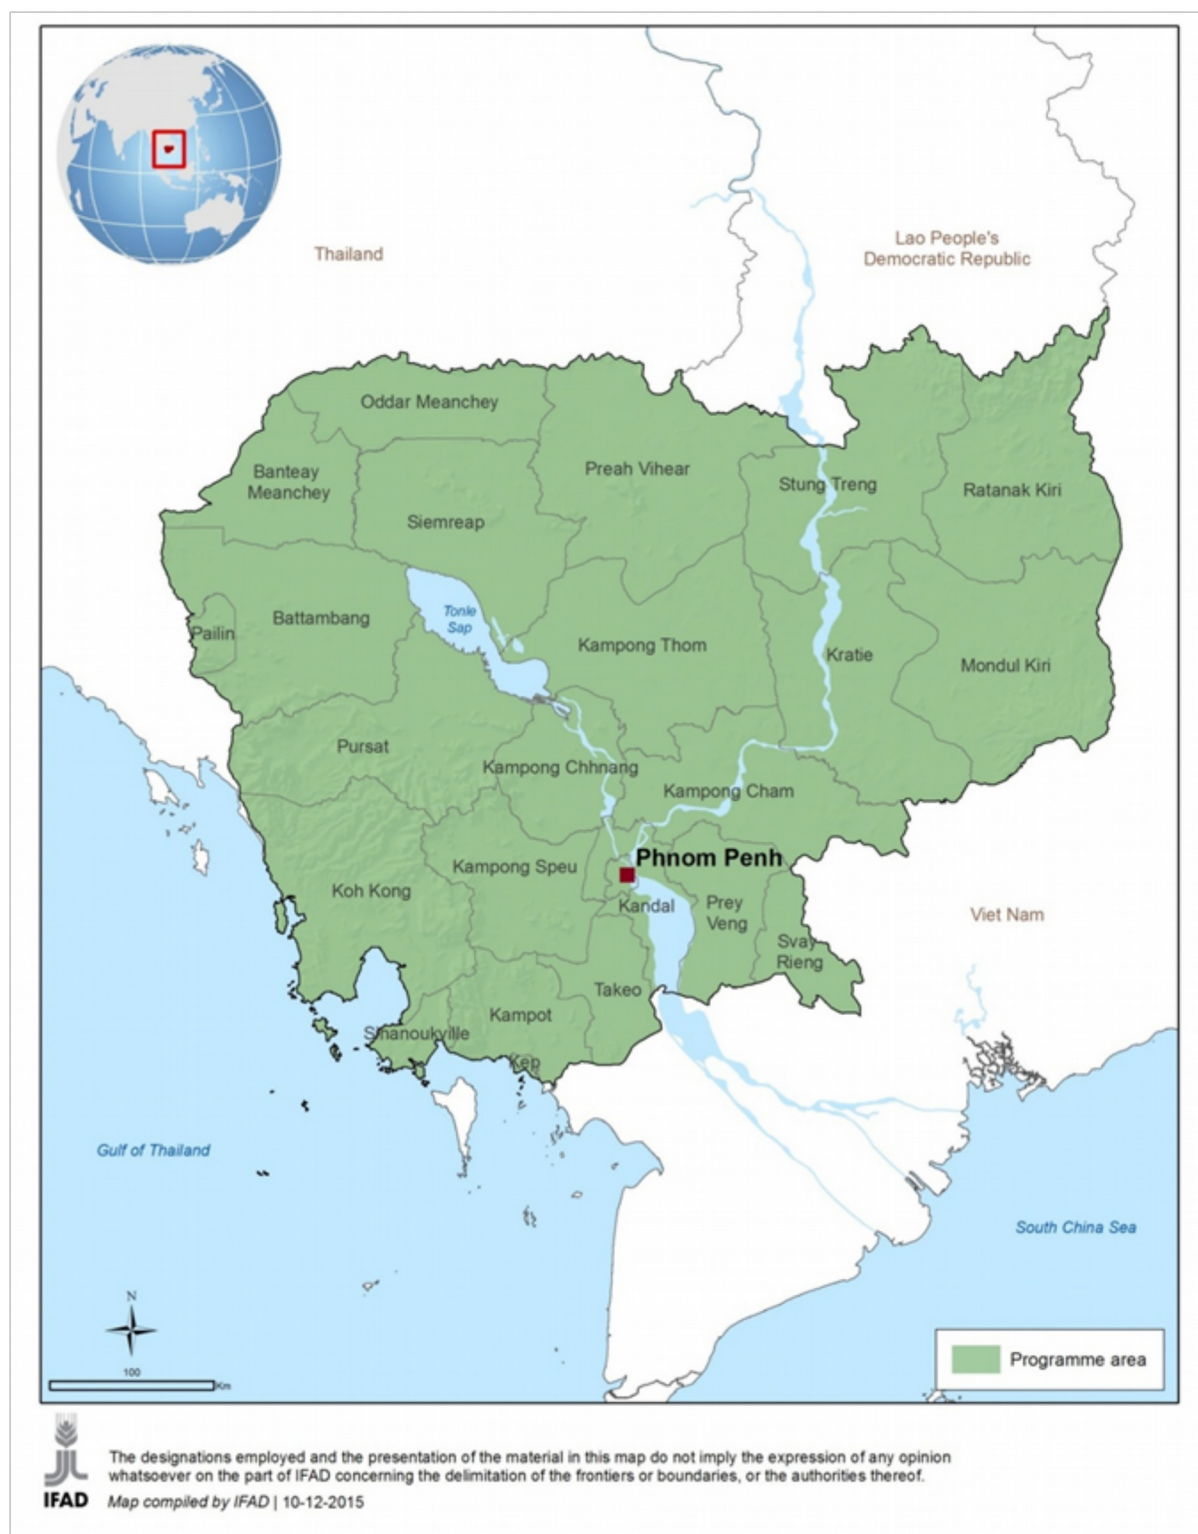 Thailand
Lao People's
Democratic Republic
Oddar Meanchey
Banteay
Meanchey
Siemreap
Preah Vihear
Stung Treng
Ratanak Kiri
Battambang
Pailin
Tonle
Sap
Kampong Thom
Kratie
Mondul Kiri
Pursat
Kampong Chhnang
Kampong Cham
Phnom Penh
Kampong Speu
Koh Kong
Kandal
Prey
Veng
Viet Nam
Svay
Rieng
Takeo
Kampot
Sihanoukville
Kep
Gulf of Thailand
South China Sea
N
100
Km
Programme area
The designations employed and the presentation of the material in this map do not imply the expression of any opinion
whatsoever on the part of IFAD concerning the delimitation of the frontiers or boundaries, or the authorities thereof.
IFAD Map compiled by IFAD | 10-12-2015